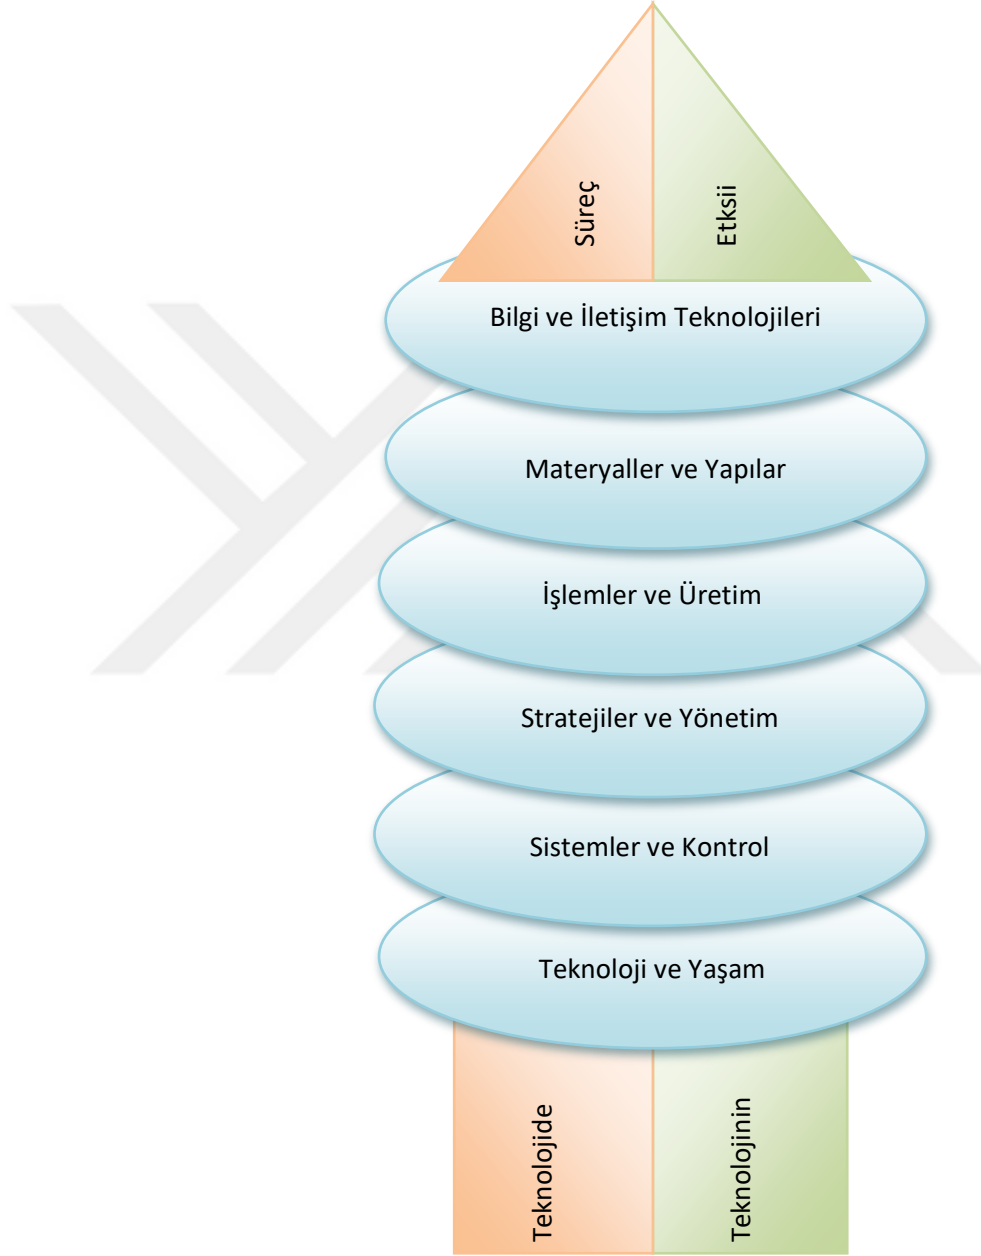 Süreç
Etksii
Bilgi ve İletişim Teknolojileri
Materyaller ve Yapılar
İşlemler ve Üretim
Stratejiler ve Yönetim
Sistemler ve Kontrol
Teknoloji ve Yaşam
Teknolojide
Teknolojinin